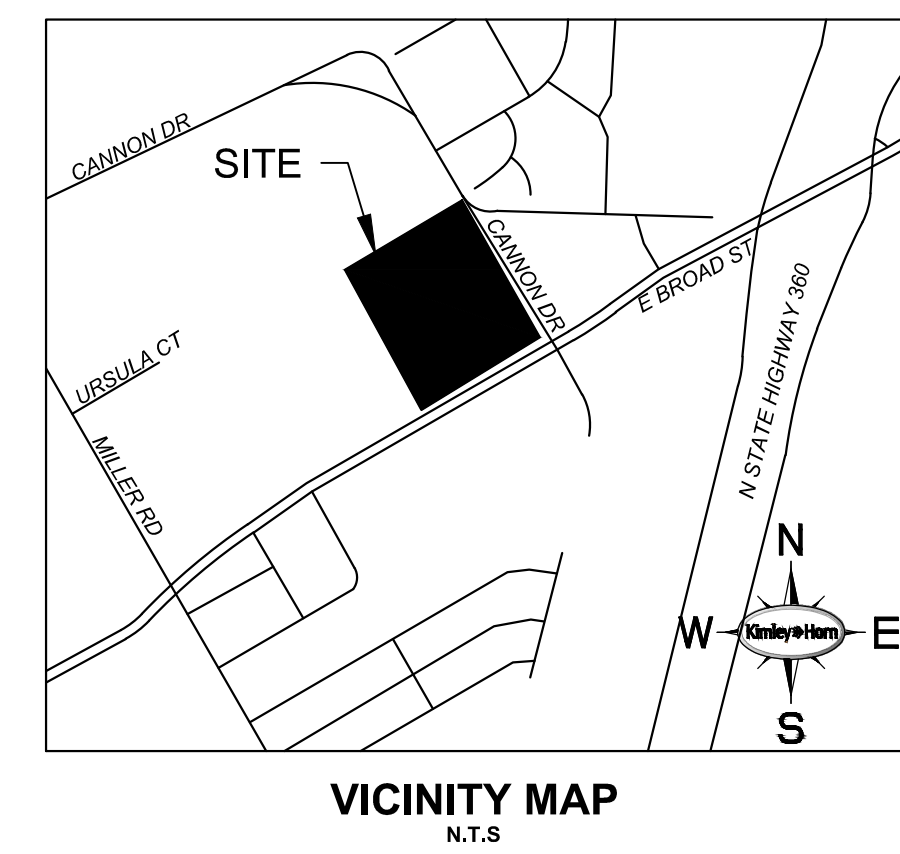 CANNON DR
SITE
CANNON DR
E BROAD ST
N STATE HIGHWAY 360
URSULA CT
MILLER RD
N
W
Kimley»Horn
E
S
VICINITY MAP
N.T.S